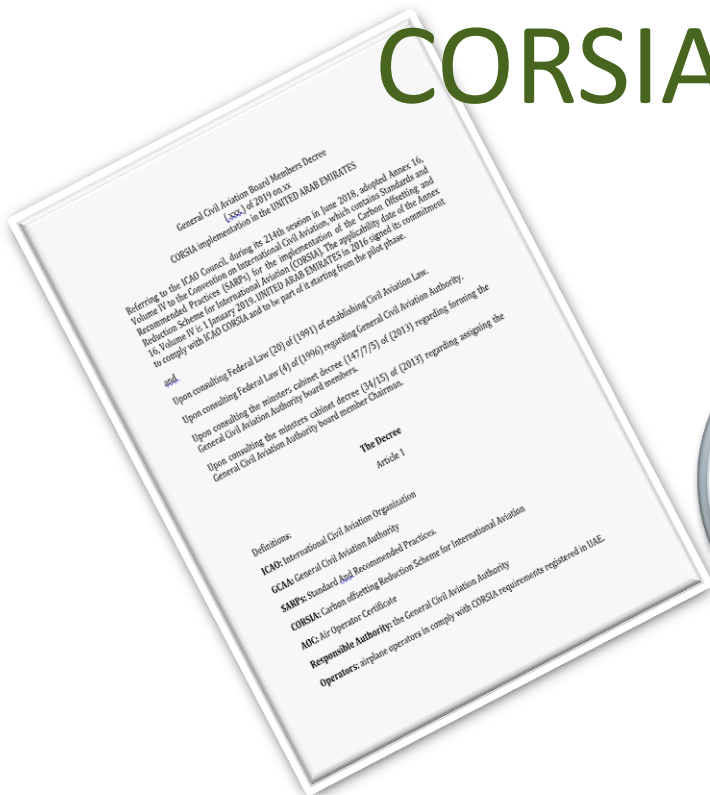 CORSIA
General Civil Aviation Board Members Decree
(.xxx.) of 2019 on xx
CORSIA implementation in the UNITED ARAB EMIRATES
Referring to the ICAO Council, during its 214th session in June 2018, adopted Annex 16,
Volume IV to the Convention on International Civil Aviation, which contains Standards and
Recommended Practices (SARPs) for the implementation of the Carbon Offsetting and
Reduction Scheme for International Aviation (CORSIA). The applicability date of the Annex
16, Volume IV is 1 January 2019. UNITED ARAB EMIRATES in 2016 signed its commitment
to comply with ICAO CORSIA and to be part of it starting from the pilot phase.
and
Upon consulting Federal Law (20) of (1991) of establishing Civil Aviation Law.
Upon consulting Federal Law (4) of (1996) regarding General Civil Aviation Authority.
Upon consulting the minsters cabinet decree (147/7/5) of (2013) regarding forming the
General Civil Aviation Authority board members.
Upon consulting the minsters cabinet decree (34/15) of (2013) regarding assigning the
General Civil Aviation Authority board member Chairman.
The Decree
Article 1
Definitions:
ICAO: International Civil Aviation Organization
GCAA: General Civil Aviation Authority
SARPs: Standard And Recommended Practices.
CORSIA: Carbon offsetting Reduction Scheme for International Aviation
AOC: Air Operator Certificate
Responsible Authority: the General Civil Aviation Authority
Operators: airplane operators in comply with CORSIA requirements registered in UAE.